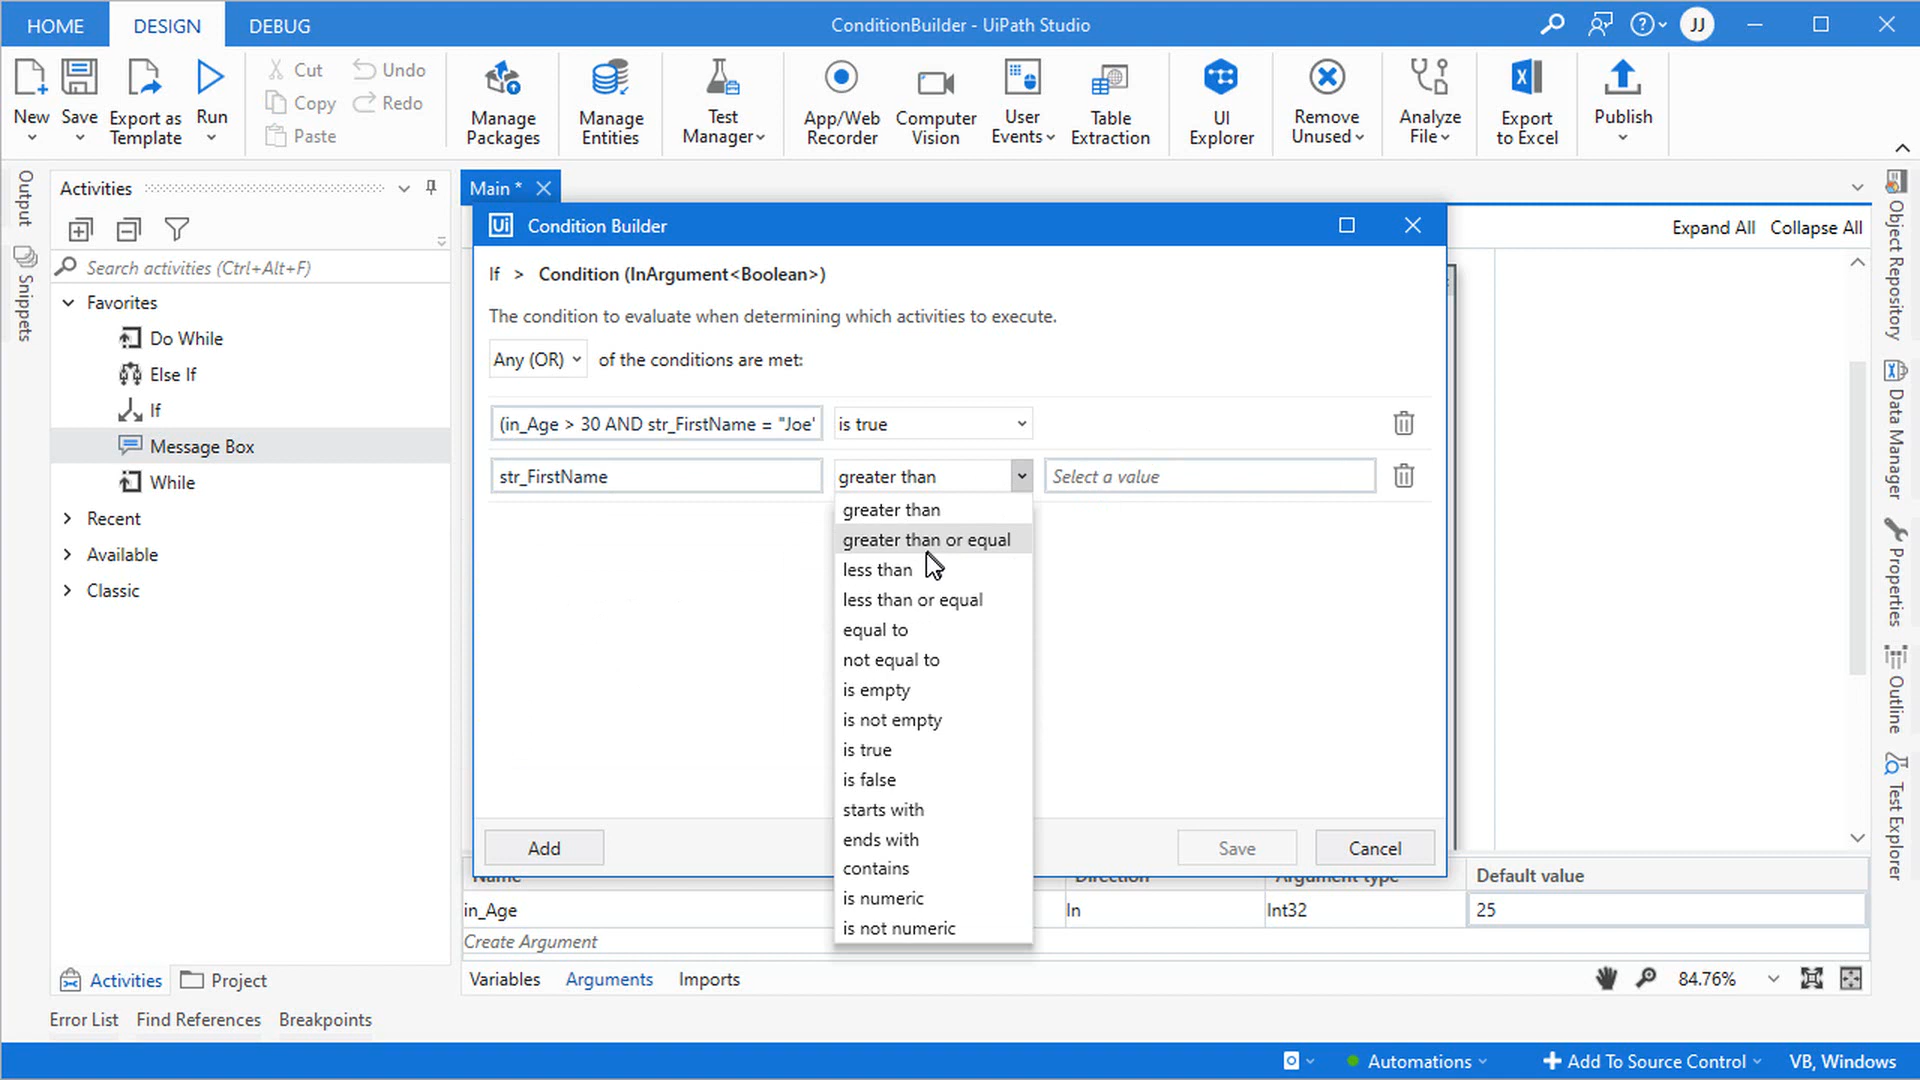 HOME
DESIGN
DEBUG
ConditionBuilder - UiPath Studio
JJ
New
Save
Export as
Template
Run
Cut
Copy
Paste
Undo
Redo
Manage
Packages
Manage
Entities
Test
Manager
App/Web
Recorder
Computer
Vision
User
Events
Table
Extraction
UI
Explorer
Remove
Unused
Analyze
File
Export
to Excel
Publish
Output
Snippets
Activities
Search activities (Ctrl+Alt+F)
Favorites
Do While
Else If
If
Message Box
While
Recent
Available
Classic
Main *
Expand All
Collapse All
Ui
Condition Builder
If > Condition (InArgument<Boolean>)
The condition to evaluate when determining which activities to execute.
Any (OR)
of the conditions are met:
(in_Age > 30 AND str_FirstName = "Joe'
is true
str_FirstName
greater than
Select a value
greater than
greater than or equal
less than
less than or equal
equal to
not equal to
is empty
is not empty
is true
is false
starts with
ends with
contains
is numeric
is not numeric
Add
Save
Cancel
Name
Direction
Argument type
Default value
in_Age
In
Int32
25
Create Argument
Variables
Arguments
Imports
84.76%
Object Repository
Data Manager
Properties
Outline
Test Explorer
Activities
Project
Error List
Find References
Breakpoints
Automations
Add To Source Control
VB, Windows